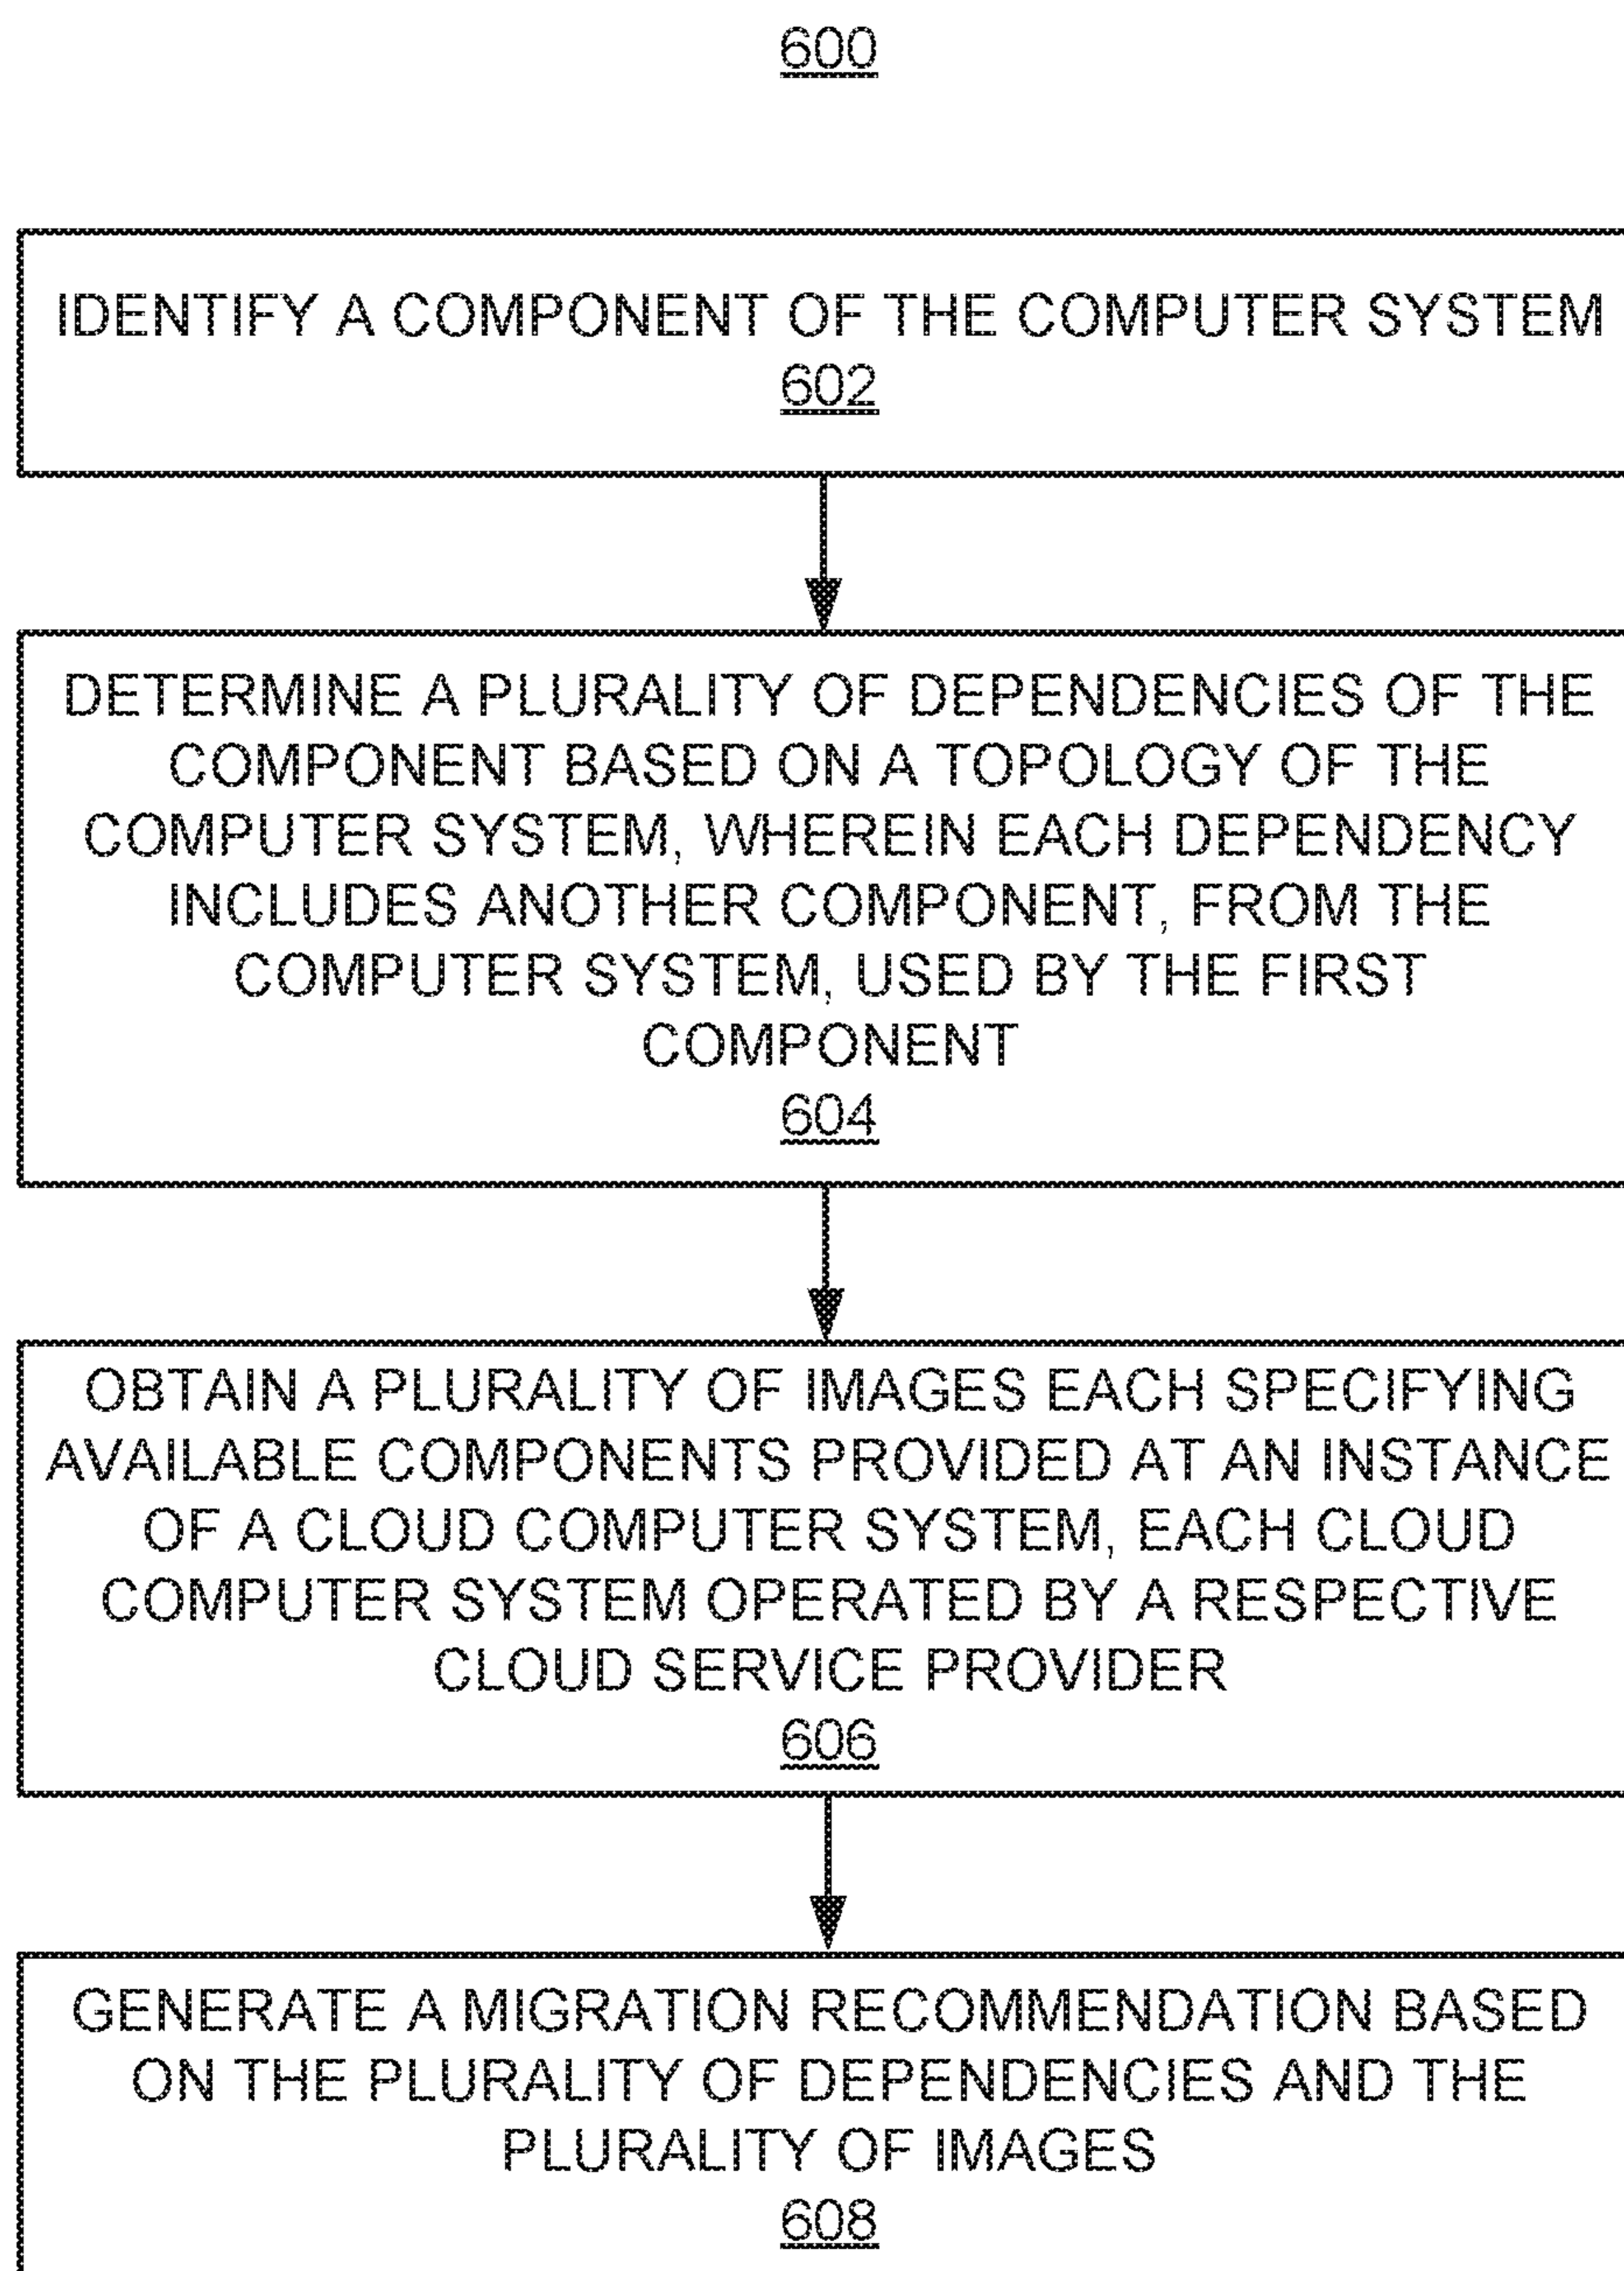 600
IDENTIFY A COMPONENT OF THE COMPUTER SYSTEM
602
DETERMINE A PLURALITY OF DEPENDENCIES OF THE
COMPONENT BASED ON A TOPOLOGY OF THE
COMPUTER SYSTEM, WHEREIN EACH DEPENDENCY
INCLUDES ANOTHER COMPONENT, FROM THE
COMPUTER SYSTEM, USED BY THE FIRST
COMPONENT
604
OBTAIN A PLURALITY OF IMAGES EACH SPECIFYING
AVAILABLE COMPONENTS PROVIDED AT AN INSTANCE
OF A CLOUD COMPUTER SYSTEM, EACH CLOUD
COMPUTER SYSTEM OPERATED BY A RESPECTIVE
CLOUD SERVICE PROVIDER
606
GENERATE A MIGRATION RECOMMENDATION BASED
ON THE PLURALITY OF DEPENDENCIES AND THE
PLURALITY OF IMAGES
608